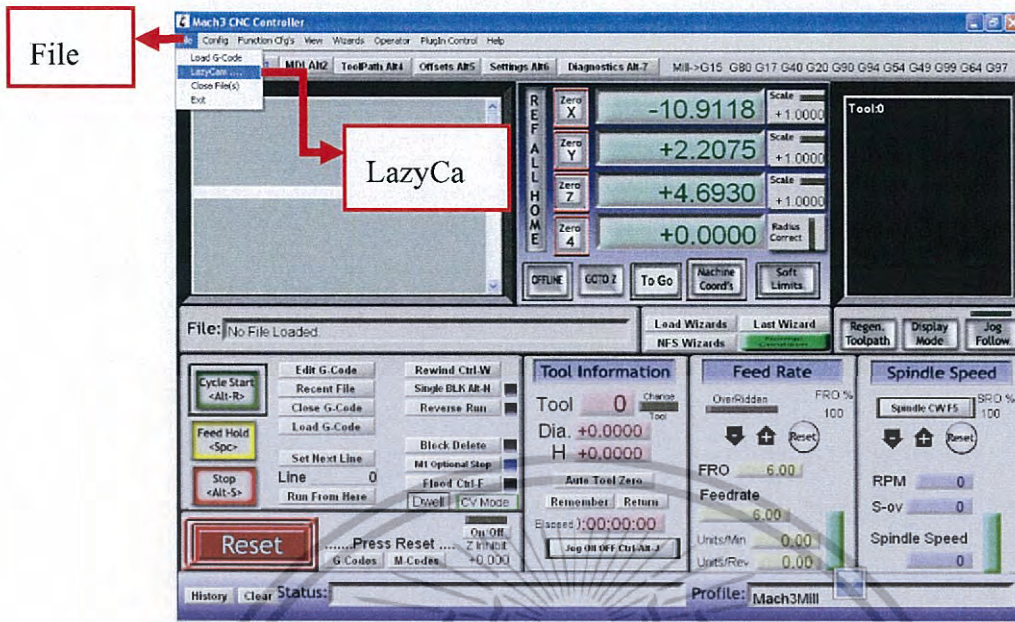 File
LazyCa
Mach3 CNC Controller
Config Function Cfg's View Wizards Operator PlugIn Control Help
Load G-Code
LazyCam ....
Close File(s)
Exit
MDI Alt2 ToolPath Alt4 Offsets Alt5 Settings Alt6 Diagnostics Alt-7 Mill->G15 G80 G17 G40 G20 G90 G94 G54 G49 G99 G64 G97
REF ALL HOME
Zero X -10.9118 Scale +1.0000
Zero Y +2.2075 Scale +1.0000
Zero Z +4.6930 Scale +1.0000
Zero 4 +0.0000 Radius Correct
Tool:0
OFFLINE GOTO Z To Go Machine Coord's Soft Limits
File: No File Loaded.
Load Wizards Last Wizard
NFS Wizards
Regen. Toolpath Display Mode Jog Follow
Cycle Start <Alt-R>
Feed Hold <Spc>
Stop <Alt-S>
Edit G-Code Rewind Ctrl-W
Recent File Single BLK Alt-N
Close G-Code Reverse Run
Load G-Code
Block Delete
Set Next Line M1 Optional Stop
Line 0 Flood Ctrl-F
Run From Here Dwell CV Mode
Reset
.......Press Reset....
G-Codes M-Codes
On/Off
Z Inhibit
+0.000
Tool Information
Tool 0 Change Tool
Dia. +0.0000
H +0.0000
Auto Tool Zero
Remember Return
Elapsed 00:00:00
Jog ON/OFF Ctrl-Alt-J
Feed Rate
OverRidden FRO % 100
Reset
FRO 6.00
Feedrate
6.00
Units/Min 0.00
Units/Rev 0.00
Spindle Speed
Spindle CW F5 SRO % 100
Reset
RPM 0
S-ov 0
Spindle Speed
0
History Clear Status:
Profile: Mach3Mill